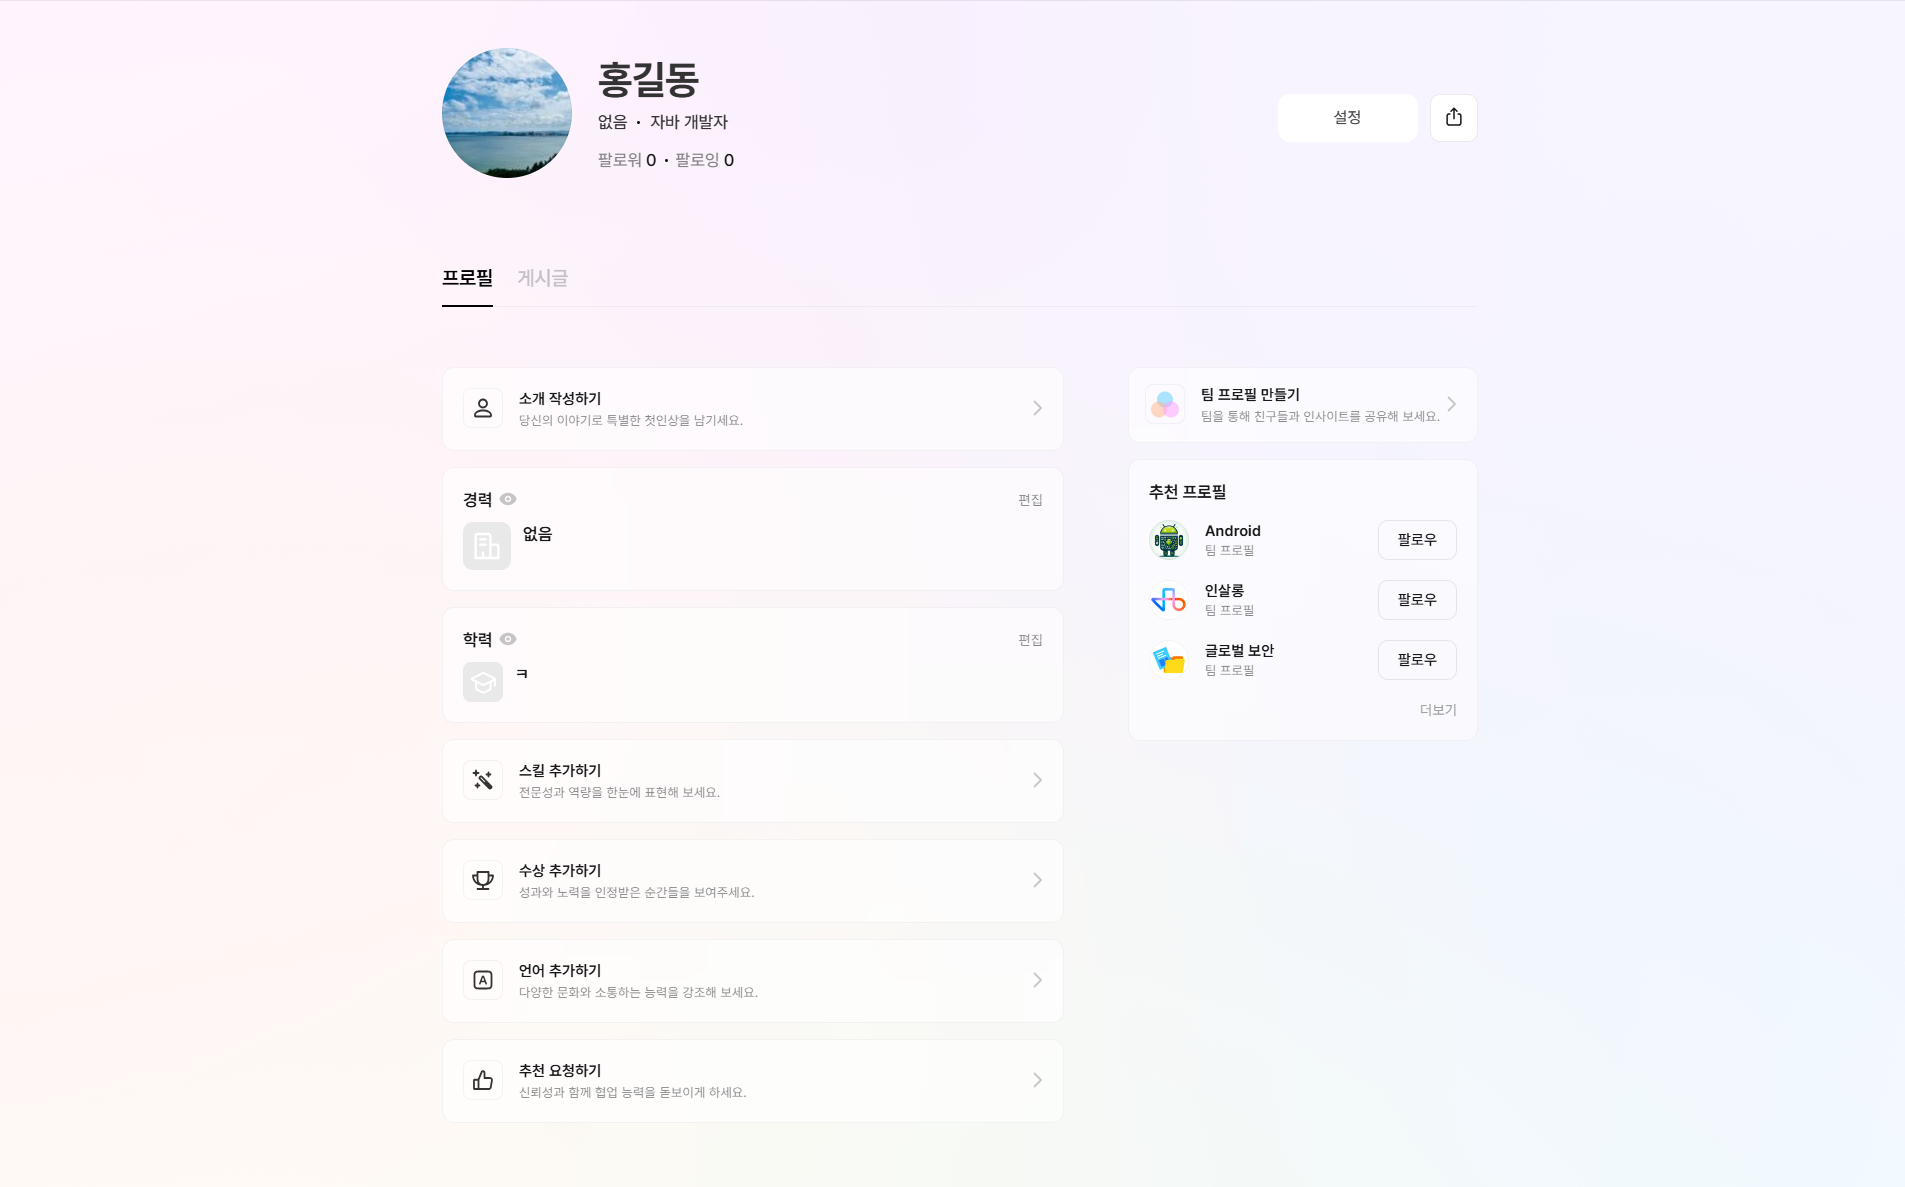 홍길동
없음 • 자바 개발자
팔로워 0 • 팔로잉 0
설정
프로필 게시글
소개 작성하기
당신의 이야기로 특별한 첫인상을 남기세요.
경력 편집
없음
학력 편집
ㅋ
스킬 추가하기
전문성과 역량을 한눈에 표현해 보세요.
수상 추가하기
성과와 노력을 인정받은 순간들을 보여주세요.
A
언어 추가하기
다양한 문화와 소통하는 능력을 강조해 보세요.
추천 요청하기
신뢰성과 함께 협업 능력을 돋보이게 하세요.
팀 프로필 만들기
팀을 통해 친구들과 인사이트를 공유해 보세요.
추천 프로필
Android 팔로우
팀 프로필
인살롱 팔로우
팀 프로필
글로벌 보안 팔로우
팀 프로필
더보기